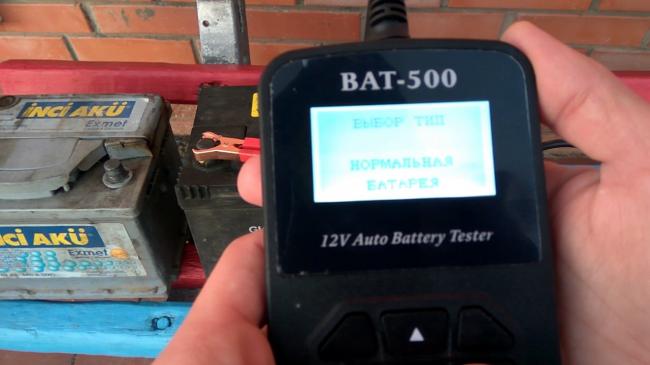 İNCİ AKÜ
Exmet
NCİ AKÜ
Exmet
BAT-500
ВЫБОР ТИП
НОРМАЛЬНАЯ
БАТАРЕЯ
12V Auto Battery Tester